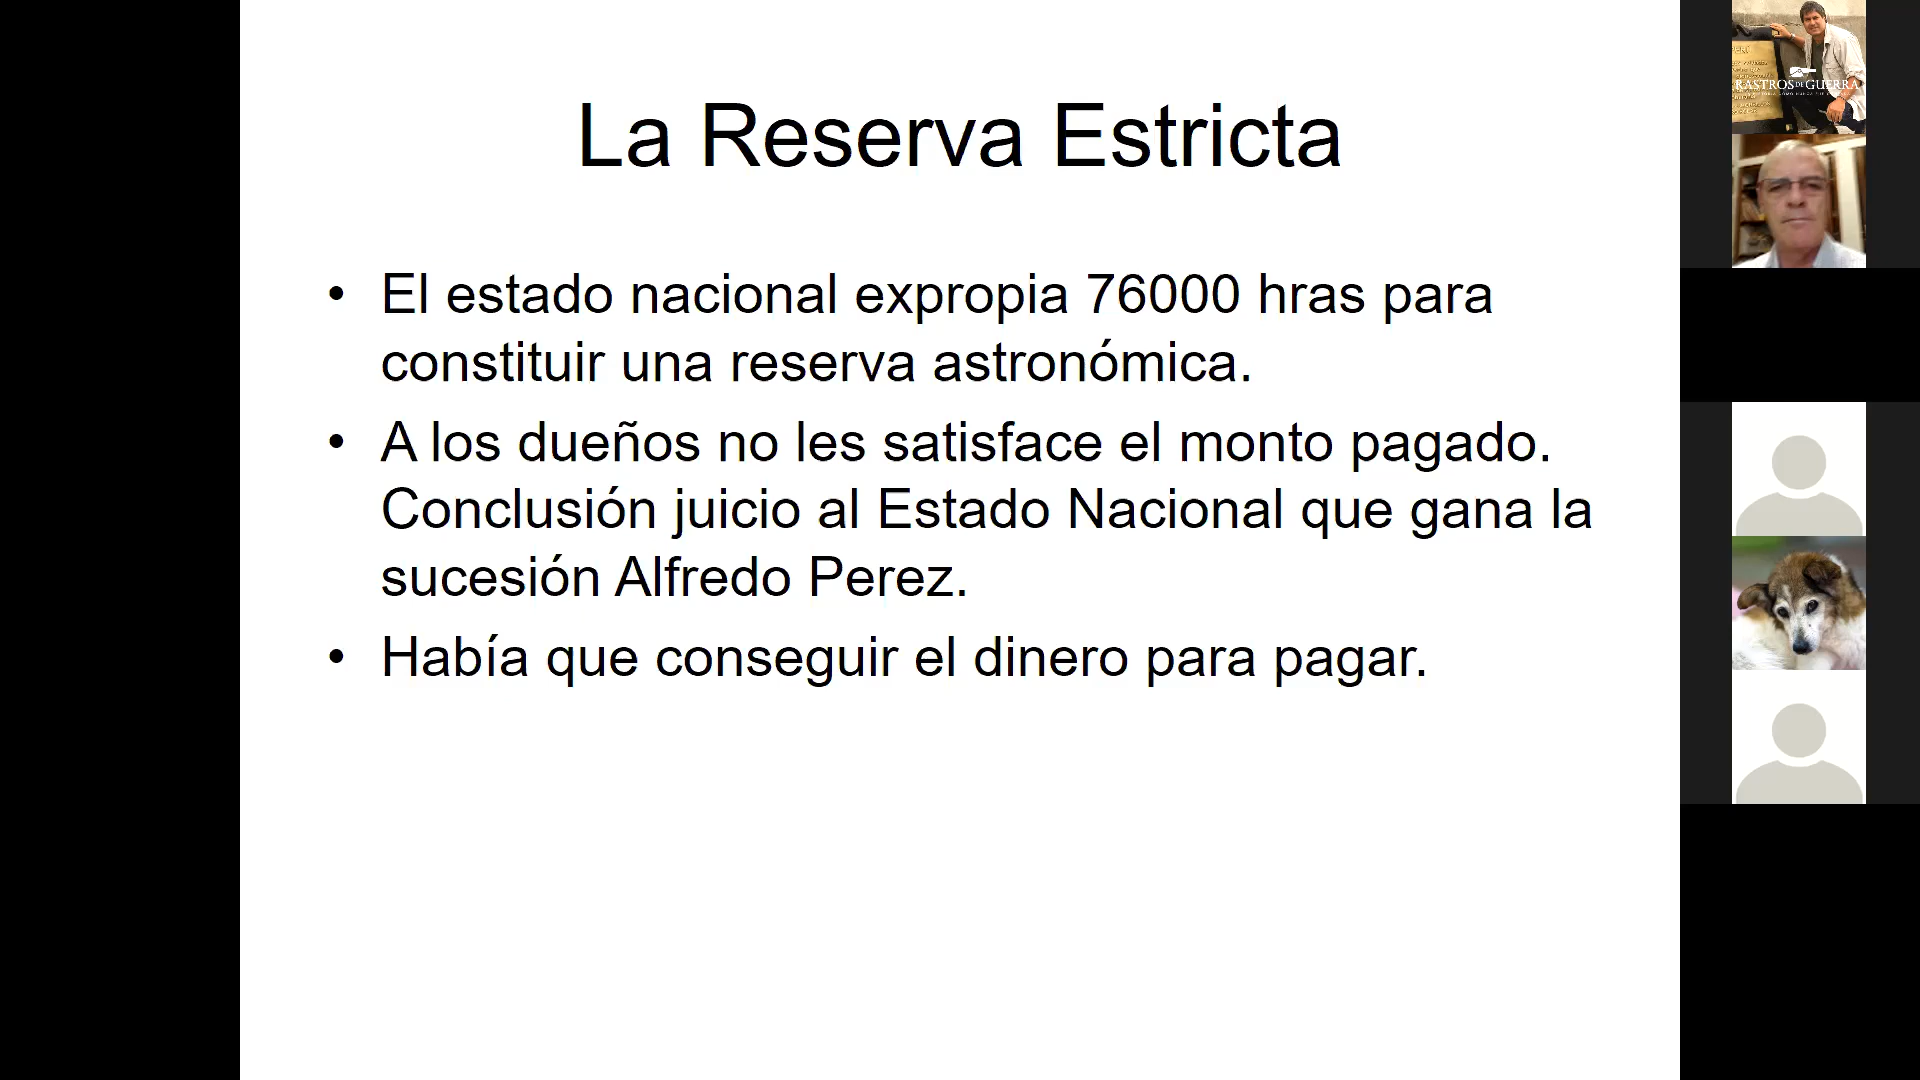 La Reserva Estricta
• El estado nacional expropia 76000 hras para
constituir una reserva astronómica.
• A los dueños no les satisface el monto pagado.
Conclusión juicio al Estado Nacional que gana la
sucesión Alfredo Perez.
• Había que conseguir el dinero para pagar.
RASTROS DE GUERRA